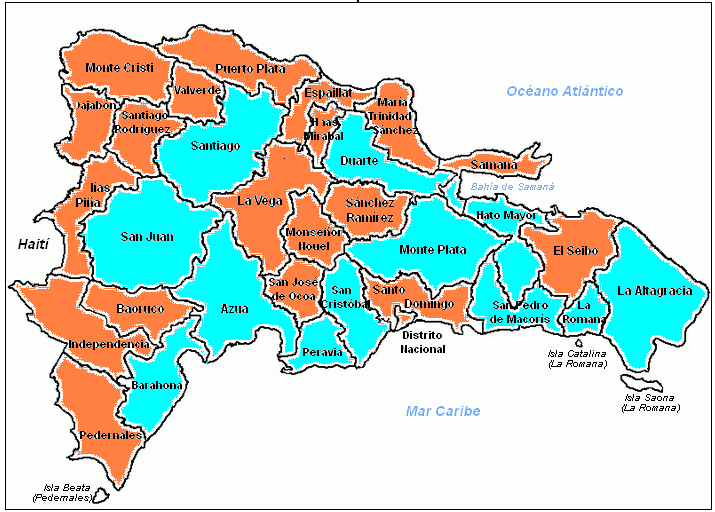 Monte Cristi
Puerto Plata
Dajabón
Valverde
Santiago
Rodríguez
Santiago
Espaillat
María
Trinidad
Sánchez
Mirabal
Duarte
Samaná
Océano Atlántico
Bahía de Samaná
Hato Mayor
Elías
Piña
La Vega
Sánchez
Ramírez
San Juan
Monseñor
Nouel
Monte Plata
El Seibo
Haití
La Altagracia
Baoruco
Azua
San José
de Ocoa
San
Cristóbal
Santo
Domingo
San Pedro
de Macorís
La
Romana
Independencia
Distrito
Nacional
Peravia
Barahona
Isla Catalina
(La Romana)
Isla Saona
(La Romana)
Mar Caribe
Pedernales
Isla Beata
(Pedernales)